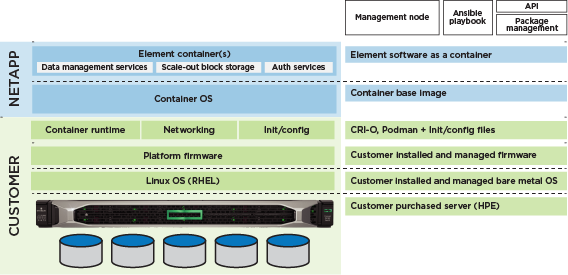 Management node
Ansible
playbook
API
Package
management
NETAPP
Element container(s)
Data management services
Scale-out block storage
Auth services
Element software as a container
Container OS
Container base image
CUSTOMER
Container runtime
Networking
Init/config
CRI-O, Podman + Init/config files
Platform firmware
Customer installed and managed firmware
Linux OS (RHEL)
Customer installed and managed bare metal OS
Customer purchased server (HPE)